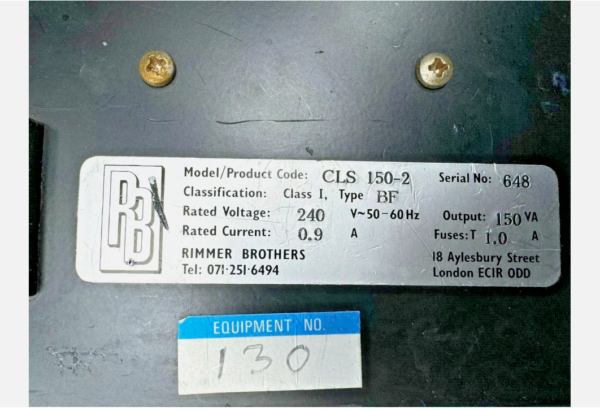 RB
Model/Product Code: CLS 150-2 Serial No: 648
Classification: Class I, Type BF
Rated Voltage: 240 V~50-60Hz Output: 150 VA
Rated Current: 0.9 A Fuses: T 1.0 A
RIMMER BROTHERS 18 Aylesbury Street
Tel: 071·251·6494 London ECIR ODD
EQUIPMENT NO.
130